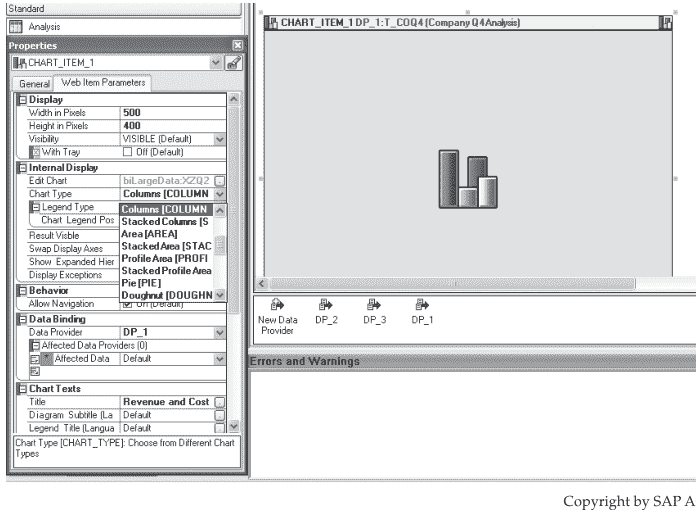 Standard
Analysis
Properties
CHART_ITEM_1
General Web Item Parameters
Display
Width in Pixels 500
Height in Pixels 400
Visibility VISIBLE (Default)
With Tray Off (Default)
Internal Display
Edit Chart biLargeData:XZQ2
Chart Type Columns [COLUMN
Legend Type Columns [COLUMN
Chart Legend Pos Stacked Columns [S
Area [AREA]
Result Visble Stacked Area [STAC
Swap Display Axes Profile Area [PROFI
Show Expanded Hier Stacked Profile Area
Display Exceptions Pie [PIE]
Behavior Doughnut [DOUGHN
Allow Navigation On (Default)
Data Binding
Data Provider DP_1
Affected Data Providers (0)
* Affected Data Default
Chart Texts
Title Revenue and Cost
Diagram Subtitle (La Default
Legend Title (Langua Default
Chart Type [CHART_TYPE]: Choose from Different Chart
Types
CHART_ITEM_1 DP_1:T_COQ4 (Company Q4 Analysis)
New Data
Provider
DP_2 DP_3 DP_1
Errors and Warnings
Copyright by SAP A